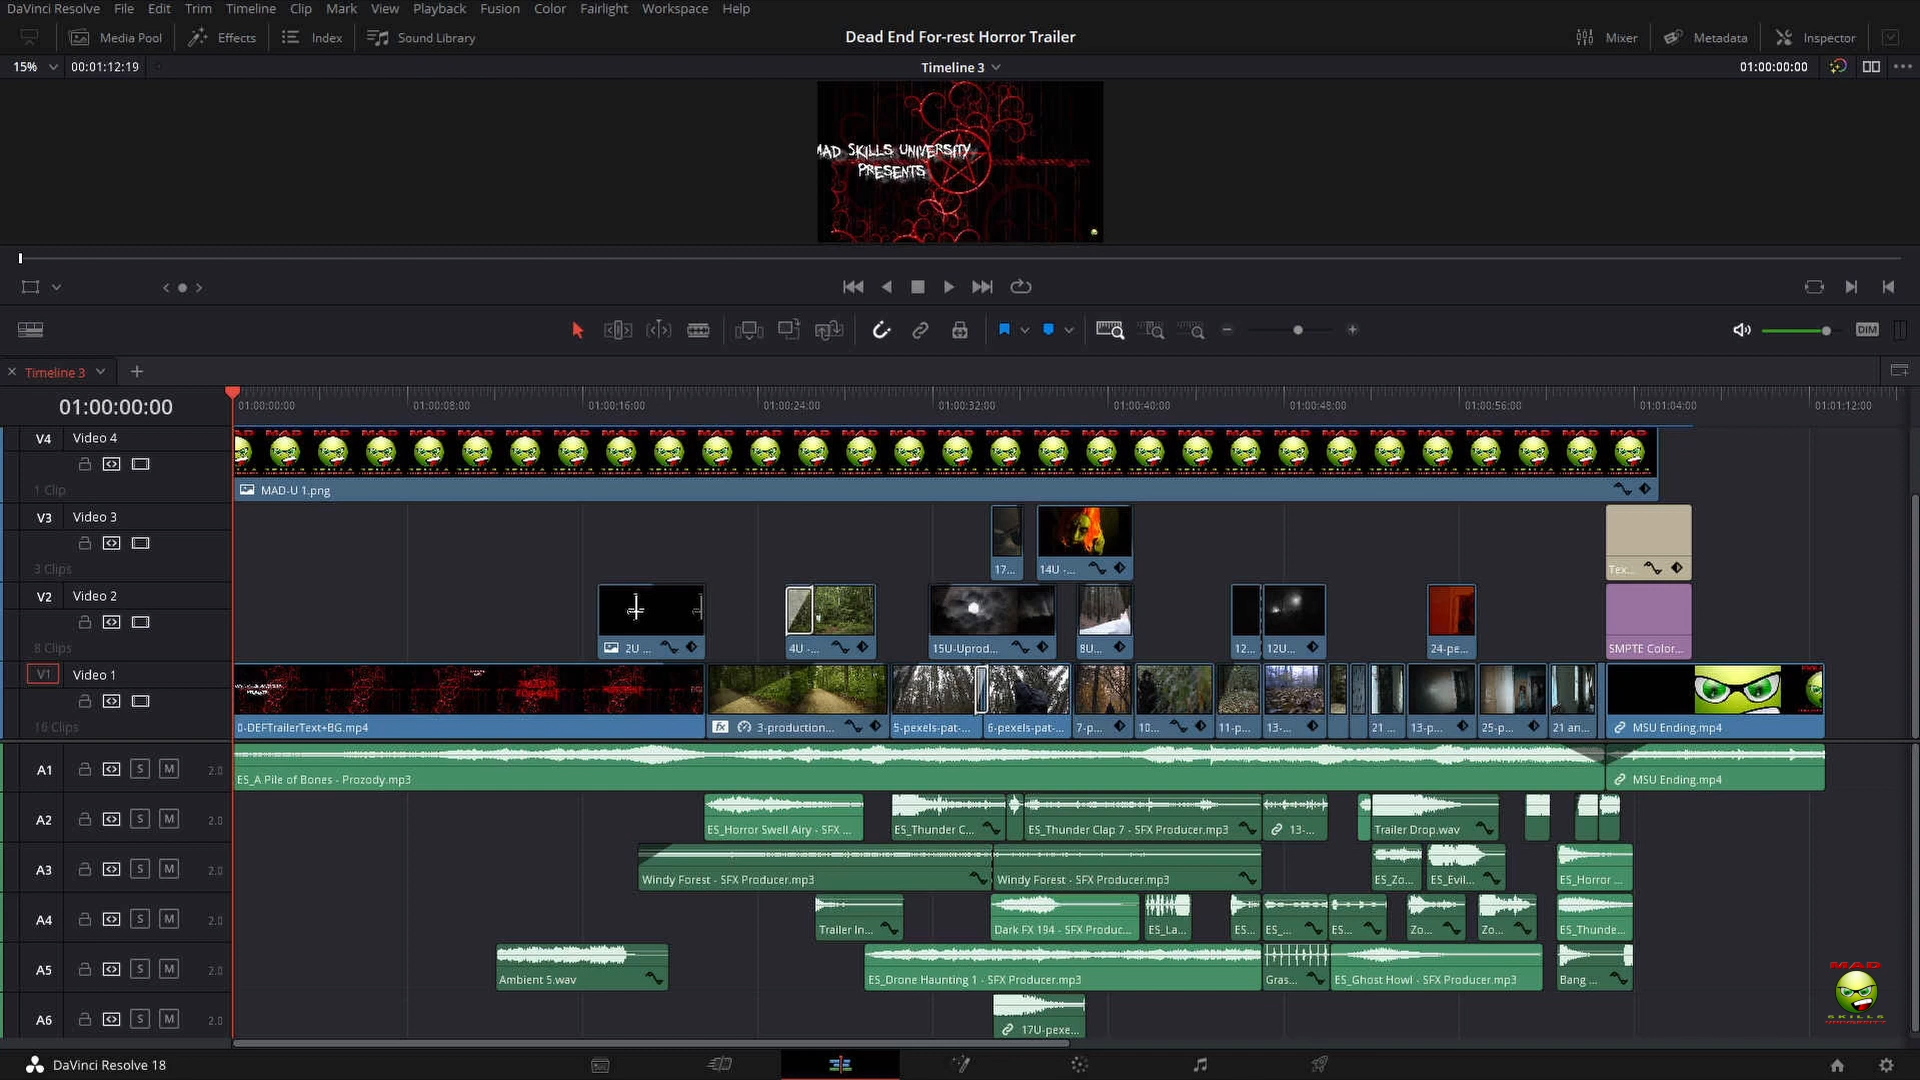 DaVinci Resolve File Edit Trim Timeline Clip Mark View Playback Fusion Color Fairlight Workspace Help
Media Pool Effects Index Sound Library Dead End For-rest Horror Trailer Mixer Metadata Inspector
15% 00:01:12:19 Timeline 3 01:00:00:00
MAD SKILLS UNIVERSITY
PRESENTS
DIM
Timeline 3
01:00:00:00 01:00:00:00 01:00:08:00 01:00:16:00 01:00:24:00 01:00:32:00 01:00:40:00 01:00:48:00 01:00:56:00 01:01:04:00 01:01:12:00
V4 Video 4
1 Clip MAD-U 1.png
V3 Video 3
3 Clips 17... 14U -... Tex...
V2 Video 2
8 Clips 2U ... 4U -... 15U-Uprod... 8U... 12... 12U... 24-pe... SMPTE Color...
V1 Video 1
16 Clips 0-DEFTrailerText+BG.mp4 fx 3-production... 5-pexels-pat-... 6-pexels-pat... 7-p... 10... 11-p... 13-... 21 ... 13-p... 25-p... 21 an... MSU Ending.mp4
A1 S M 2.0 ES_A Pile of Bones - Prozody.mp3 MSU Ending.mp4
A2 S M 2.0 ES_Horror Swell Airy - SFX ... ES_Thunder C... ES_Thunder Clap 7 - SFX Producer.mp3 13-... Trailer Drop.wav
A3 S M 2.0 Windy Forest - SFX Producer.mp3 Windy Forest - SFX Producer.mp3 ES_Zo... ES_Evil... ES_Horror ...
A4 S M 2.0 Trailer In... Dark FX 194 - SFX Produc... ES_La... ES... ES_... ES... Zo... Zo... ES_Thunde...
A5 S M 2.0 Ambient 5.wav ES_Drone Haunting 1 - SFX Producer.mp3 Gras... ES_Ghost Howl - SFX Producer.mp3 Bang ...
A6 S M 2.0 17U-pexe...
MAD
SKILLS
UNIVERSITY
DaVinci Resolve 18